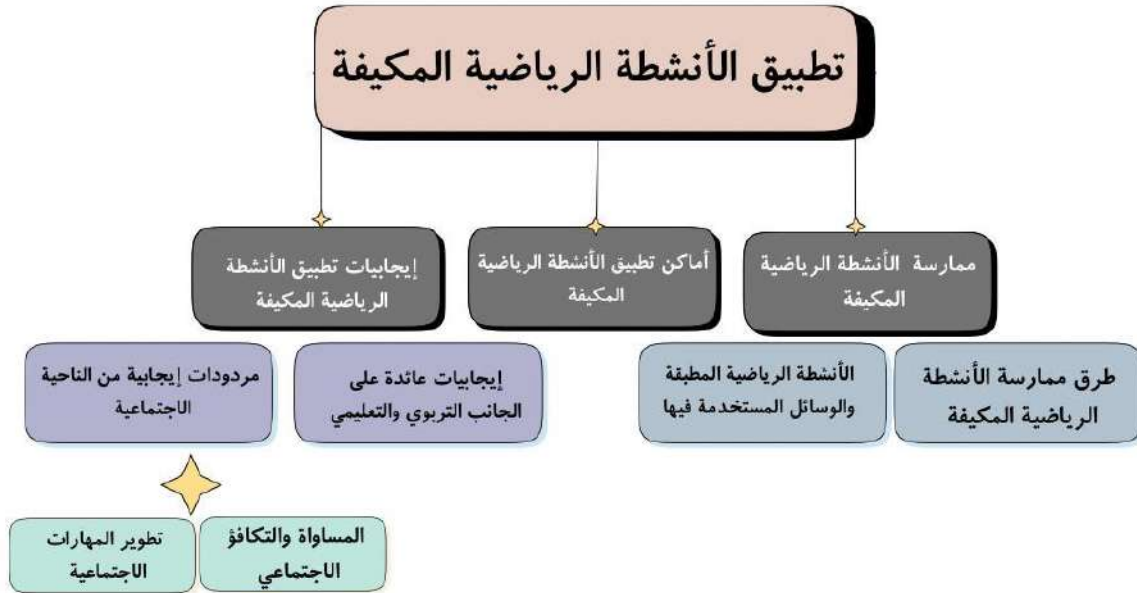 تطبيق الأنشطة الرياضية المكيفة
ممارسة الأنشطة الرياضية
المكيفة
أماكن تطبيق الأنشطة الرياضية
المكيفة
إيجابيات تطبيق الأنشطة
الرياضية المكيفة
طرق ممارسة الأنشطة
الرياضية المكيفة
الأنشطة الرياضية المطبقة
والوسائل المستخدمة فيها
إيجابيات عائدة على
الجانب التربوي والتعليمي
مردودات إيجابية من الناحية
الاجتماعية
المساواة والتكافؤ
الاجتماعي
تطوير المهارات
الاجتماعية